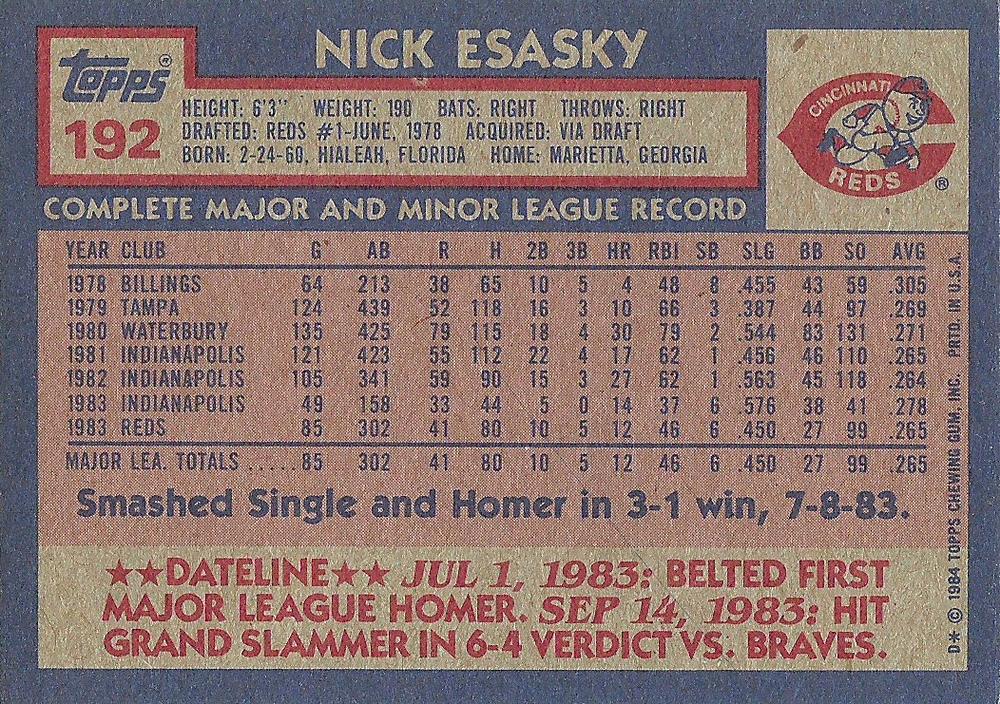 NICK ESASKY
Topps®
192
HEIGHT: 6'3" WEIGHT: 190 BATS: RIGHT THROWS: RIGHT
DRAFTED: REDS #1-JUNE, 1978 ACQUIRED: VIA DRAFT
BORN: 2-24-60, HIALEAH, FLORIDA HOME: MARIETTA, GEORGIA
CINCINNATI
REDS ®
COMPLETE MAJOR AND MINOR LEAGUE RECORD
YEAR CLUB G AB R H 2B 3B HR RBI SB SLG BB SO AVG
1978 BILLINGS 64 213 38 65 10 5 4 48 8 .455 43 59 .305
1979 TAMPA 124 439 52 118 16 3 10 66 3 .387 44 97 .269
1980 WATERBURY 135 425 79 115 18 4 30 79 2 .544 83 131 .271
1981 INDIANAPOLIS 121 423 55 112 22 4 17 62 1 .456 46 110 .265
1982 INDIANAPOLIS 105 341 59 90 15 3 27 62 1 .563 45 118 .264
1983 INDIANAPOLIS 49 158 33 44 5 0 14 37 6 .576 38 41 .278
1983 REDS 85 302 41 80 10 5 12 46 6 .450 27 99 .265
MAJOR LEA. TOTALS ..... 85 302 41 80 10 5 12 46 6 .450 27 99 .265
Smashed Single and Homer in 3-1 win, 7-8-83.
★★DATELINE★★ JUL 1, 1983: BELTED FIRST
MAJOR LEAGUE HOMER. SEP 14, 1983: HIT
GRAND SLAMMER IN 6-4 VERDICT VS. BRAVES.
D* © 1984 TOPPS CHEWING GUM, INC. PRTD. IN U.S.A.